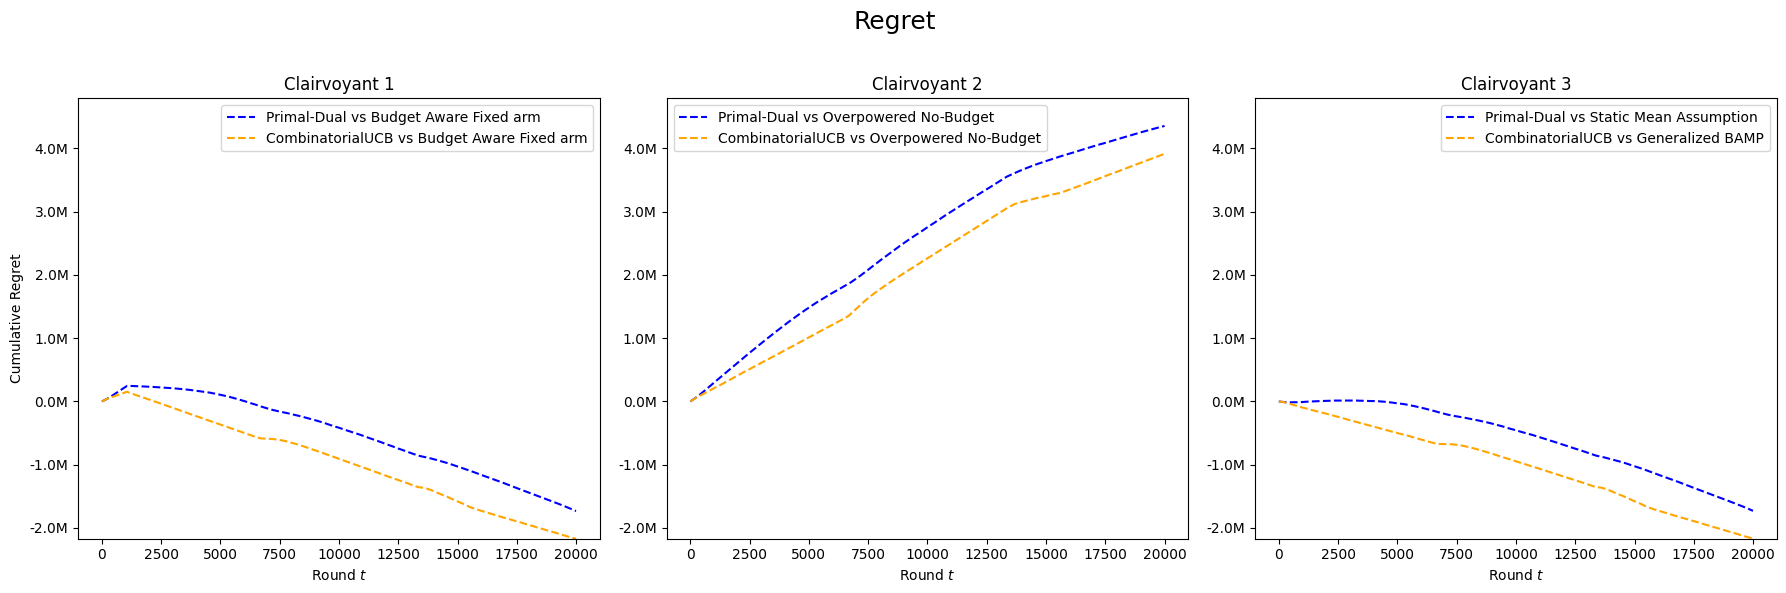 Regret
Clairvoyant 1
Primal-Dual vs Budget Aware Fixed arm
CombinatorialUCB vs Budget Aware Fixed arm
Cumulative Regret
4.0M
3.0M
2.0M
1.0M
0.0M
-1.0M
-2.0M
0 2500 5000 7500 10000 12500 15000 17500 20000
Round t
Clairvoyant 2
Primal-Dual vs Overpowered No-Budget
CombinatorialUCB vs Overpowered No-Budget
4.0M
3.0M
2.0M
1.0M
0.0M
-1.0M
-2.0M
0 2500 5000 7500 10000 12500 15000 17500 20000
Round t
Clairvoyant 3
Primal-Dual vs Static Mean Assumption
CombinatorialUCB vs Generalized BAMP
4.0M
3.0M
2.0M
1.0M
0.0M
-1.0M
-2.0M
0 2500 5000 7500 10000 12500 15000 17500 20000
Round t